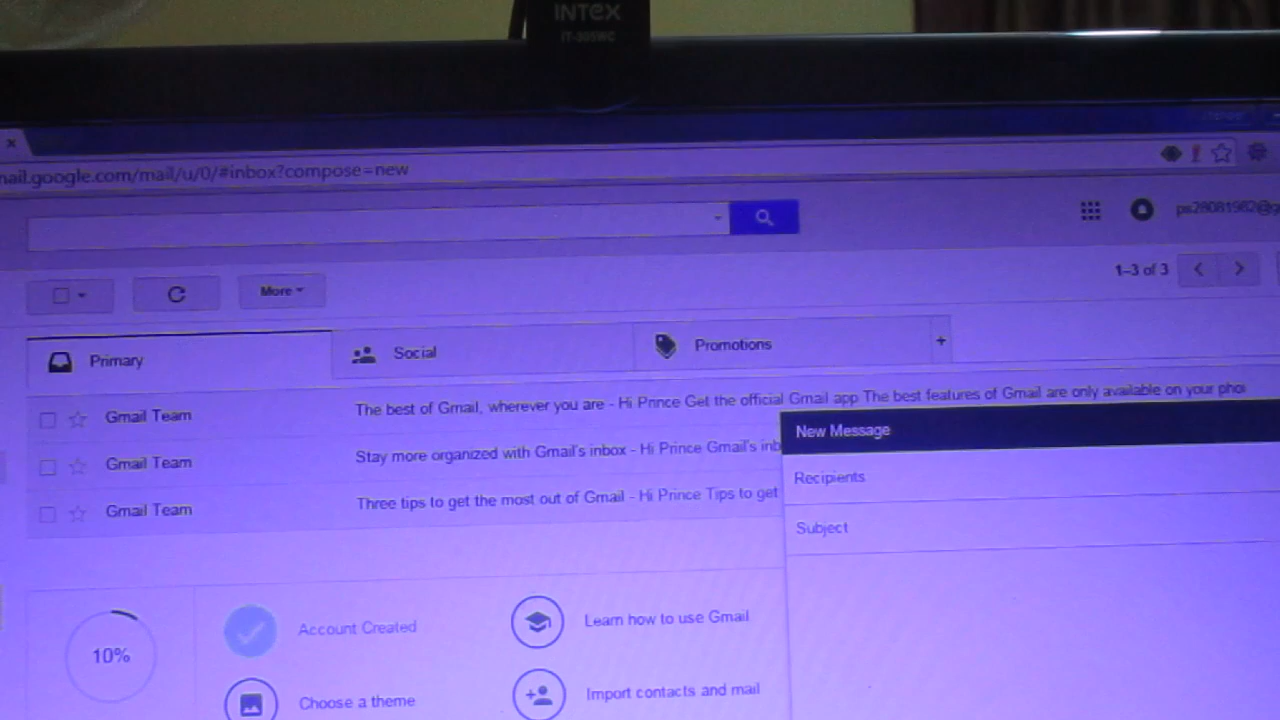 INTEX
IT-305WC
mail.google.com/mail/u/0/#inbox?compose=new
1–3 of 3
More
Primary
Social
Promotions
+
Gmail Team
The best of Gmail, wherever you are - Hi Prince Get the official Gmail app The best features of Gmail are only available on your
Gmail Team
Stay more organized with Gmail's inbox - Hi Prince Gmail's inb
Gmail Team
Three tips to get the most out of Gmail - Hi Prince Tips to get
New Message
Recipients
Subject
10%
Account Created
Learn how to use Gmail
Choose a theme
Import contacts and mail